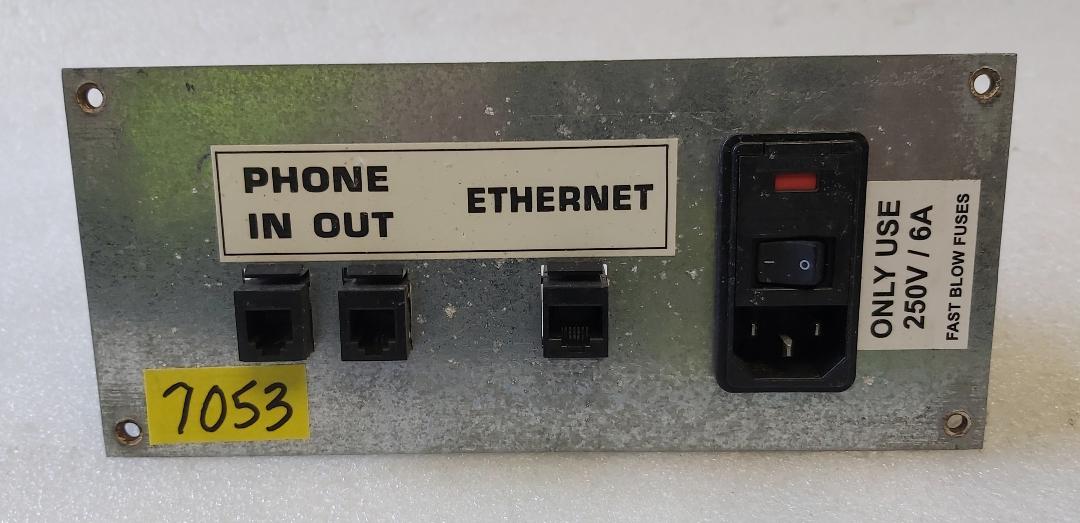 PHONE
IN OUT
ETHERNET
ONLY USE
250V / 6A
FAST BLOW FUSES
7053